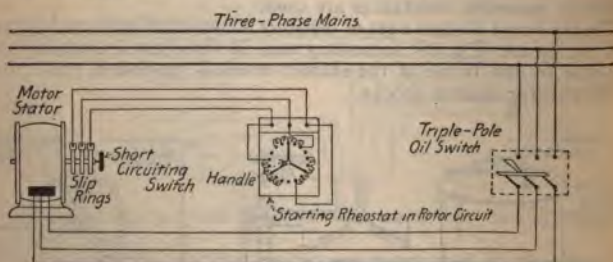 Three-Phase Mains
Motor
Stator
Short
Circuiting
Switch
Slip
Rings
Handle
Starting Rheostat in Rotor Circuit
Triple-Pole
Oil Switch